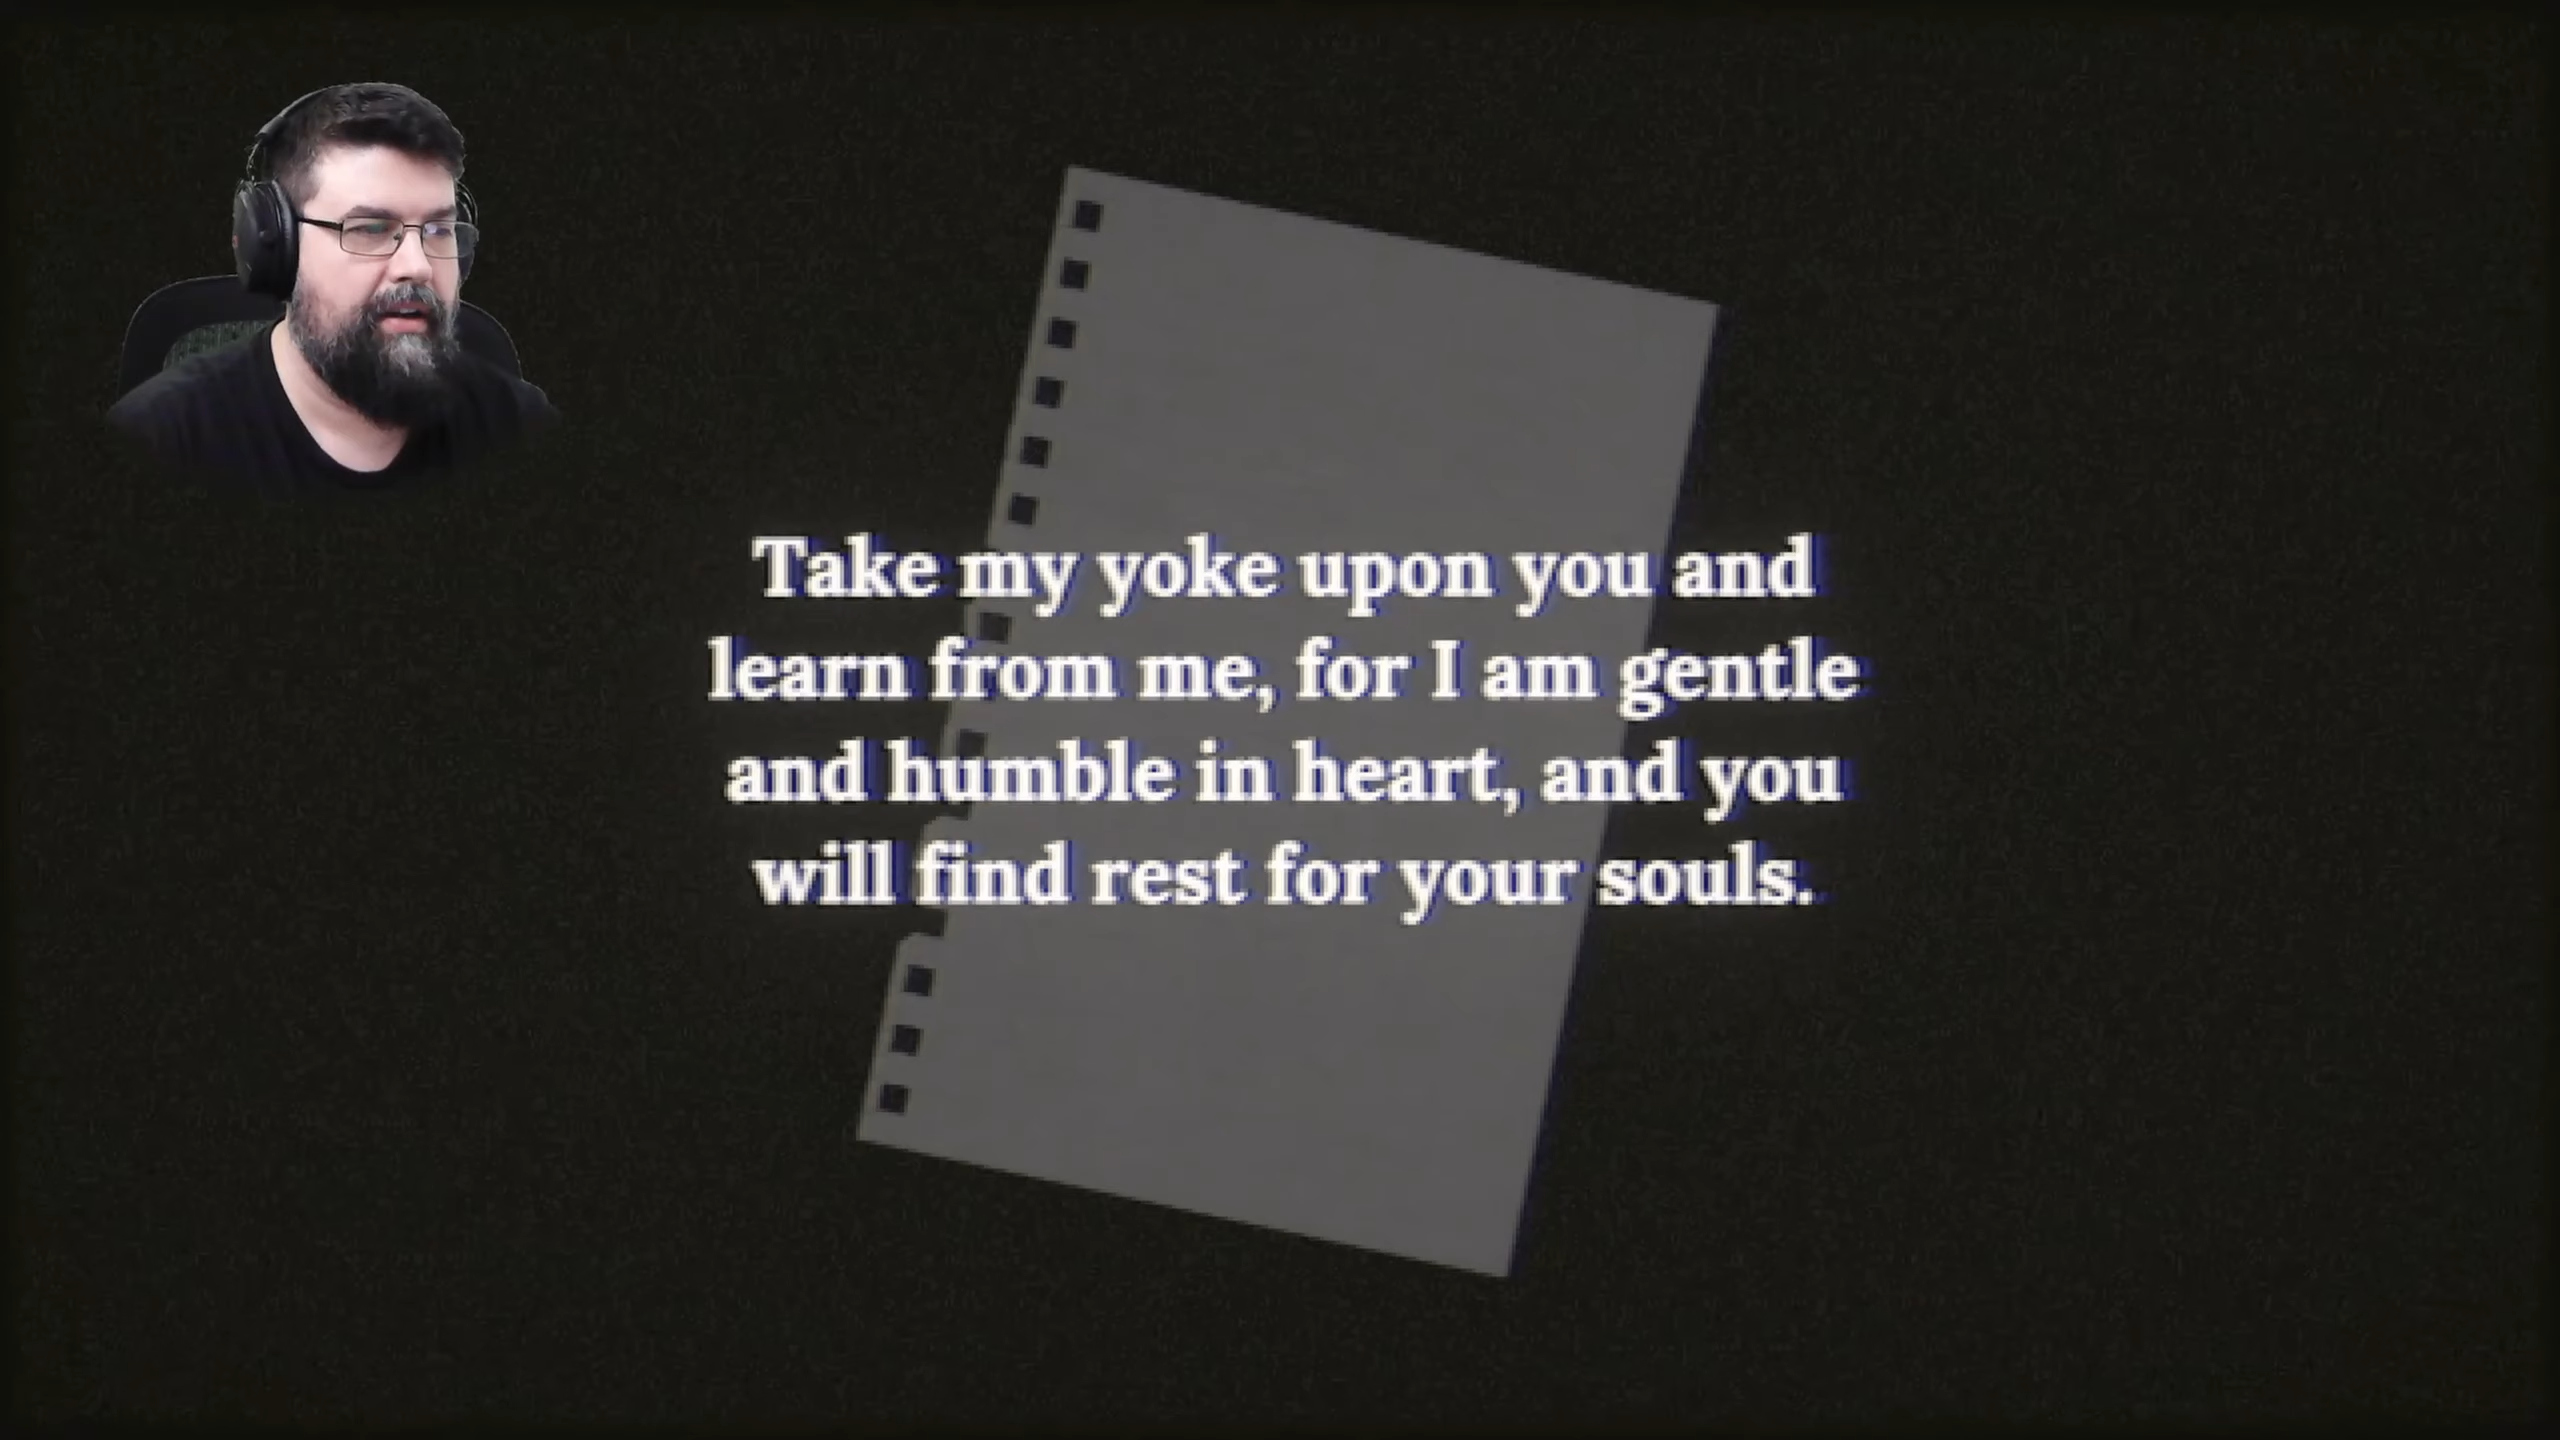 Take my yoke upon you and
learn from me, for I am gentle
and humble in heart, and you
will find rest for your souls.